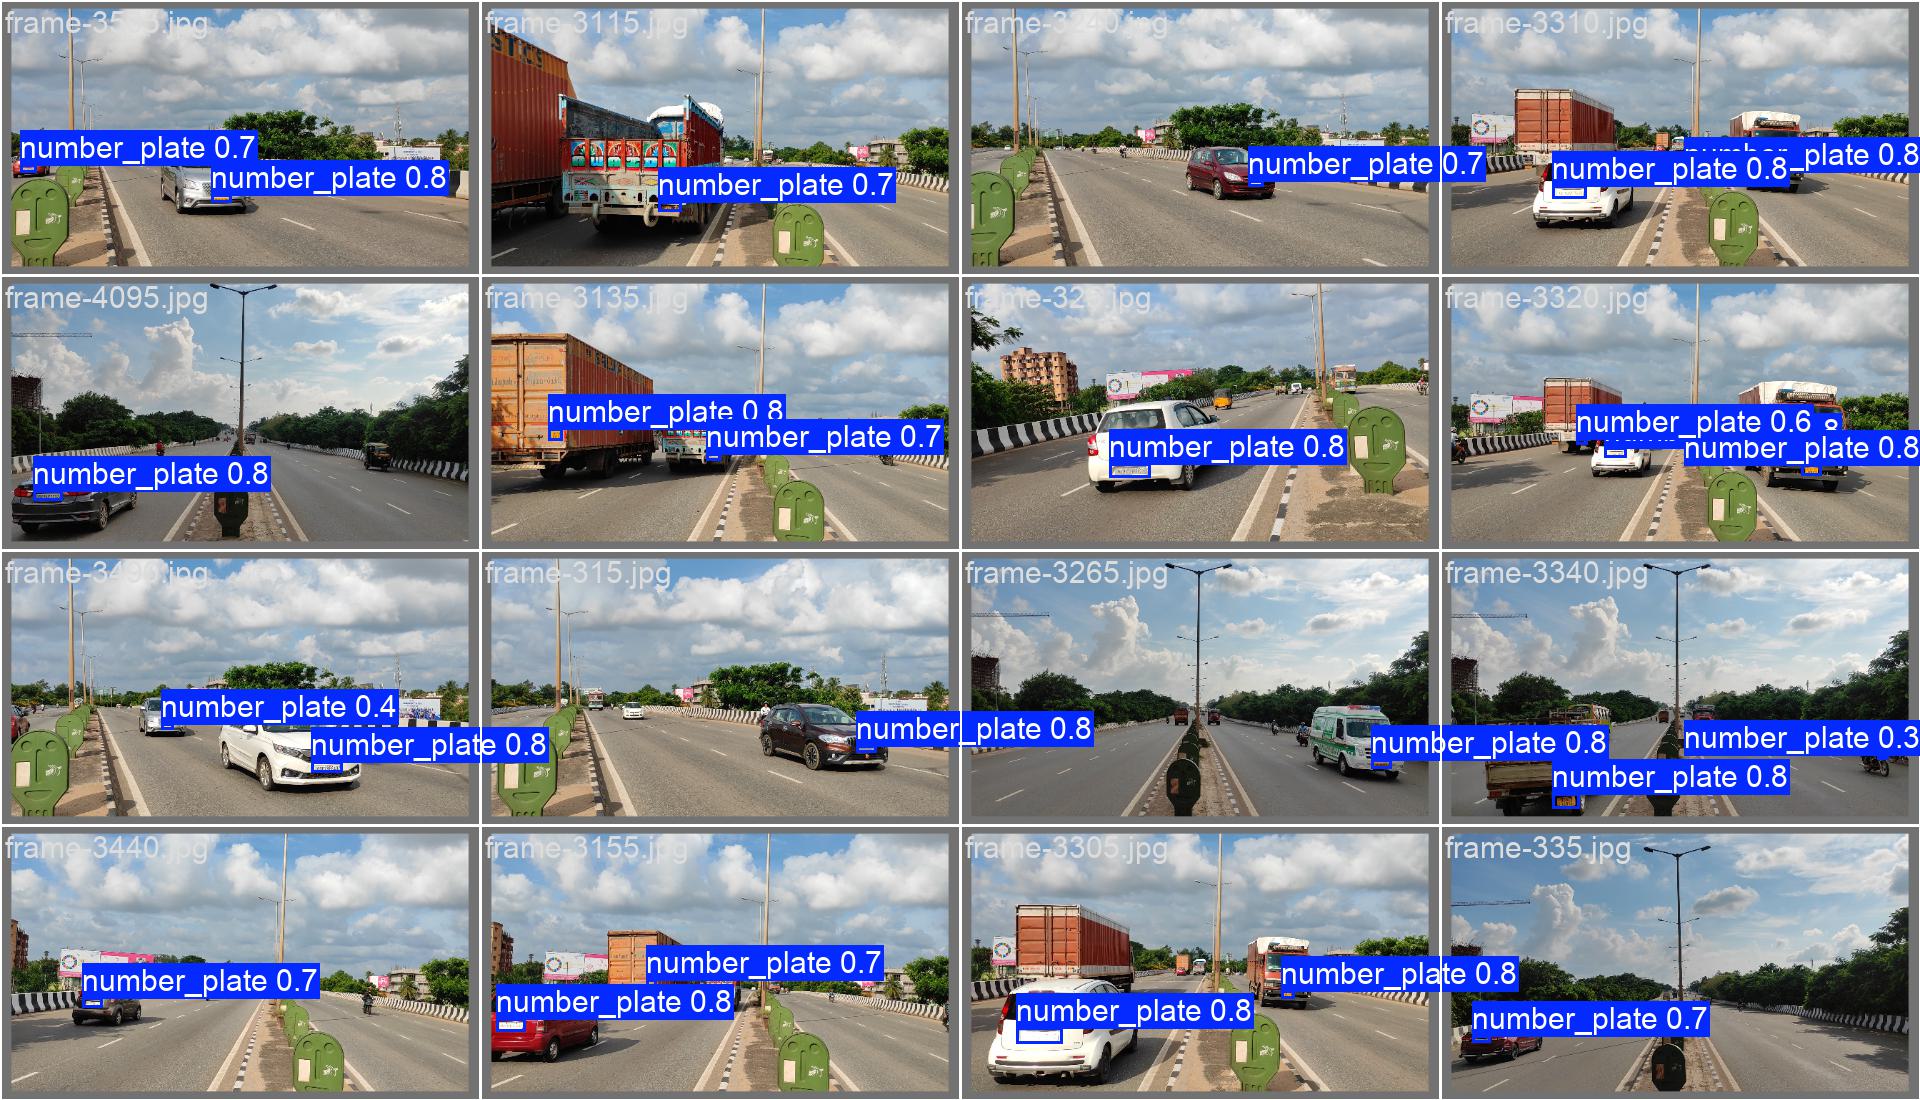 number_plate 0.7
number_plate 0.8
frame-3115.jpg
STICS
number_plate 0.7
number_plate 0.7
frame-3310.jpg
number_plate 0.8
_plate 0.8
frame-4095.jpg
number_plate 0.8
frame-3135.jpg
number_plate 0.8
number_plate 0.7
number_plate 0.8
frame-3320.jpg
number_plate 0.6
number_plate 0.8
number_plate 0.4
number_plate 0.8
frame-315.jpg
number_plate 0.8
frame-3265.jpg
number_plate 0.8
frame-3340.jpg
number_plate 0.3
number_plate 0.8
frame-3440.jpg
number_plate 0.7
frame-3155.jpg
number_plate 0.7
number_plate 0.8
frame-3305.jpg
number_plate 0.8
number_plate 0.8
frame-335.jpg
number_plate 0.7